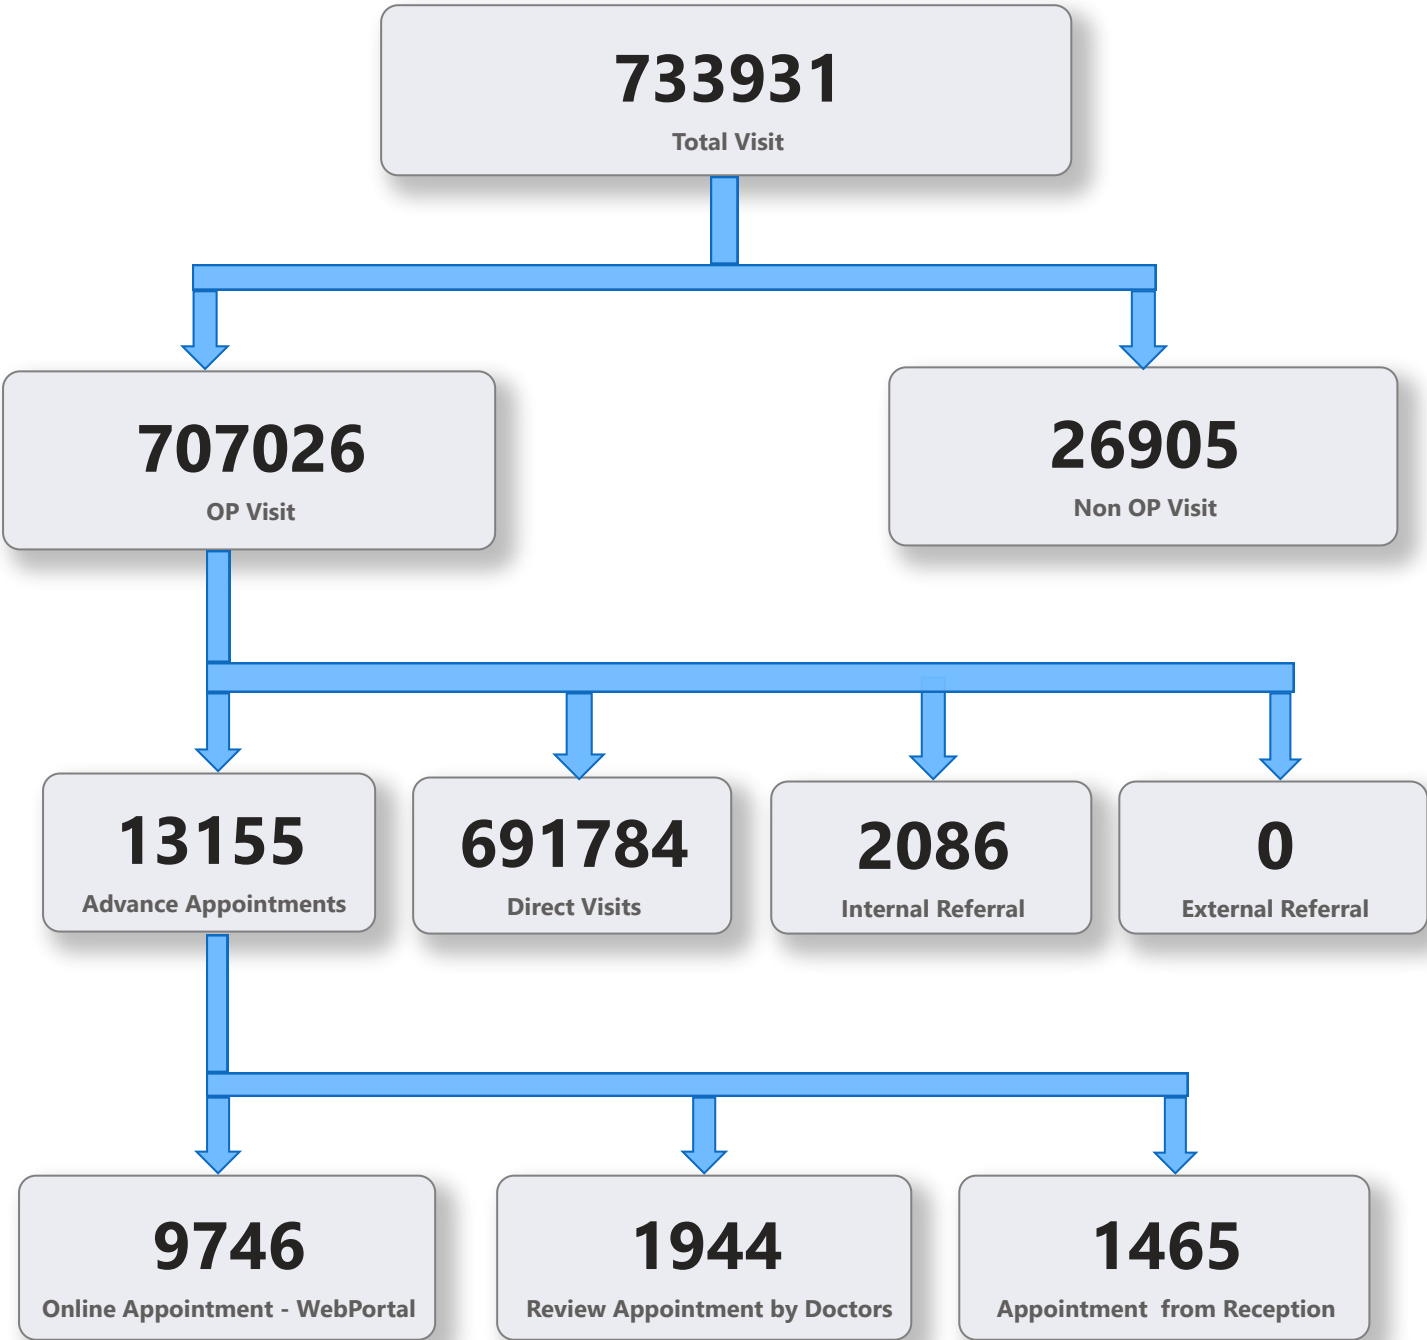 733931
Total Visit
707026
OP Visit
26905
Non OP Visit
13155
Advance Appointments
691784
Direct Visits
2086
Internal Referral
0
External Referral
9746
Online Appointment - WebPortal
1944
Review Appointment by Doctors
1465
Appointment  from Reception